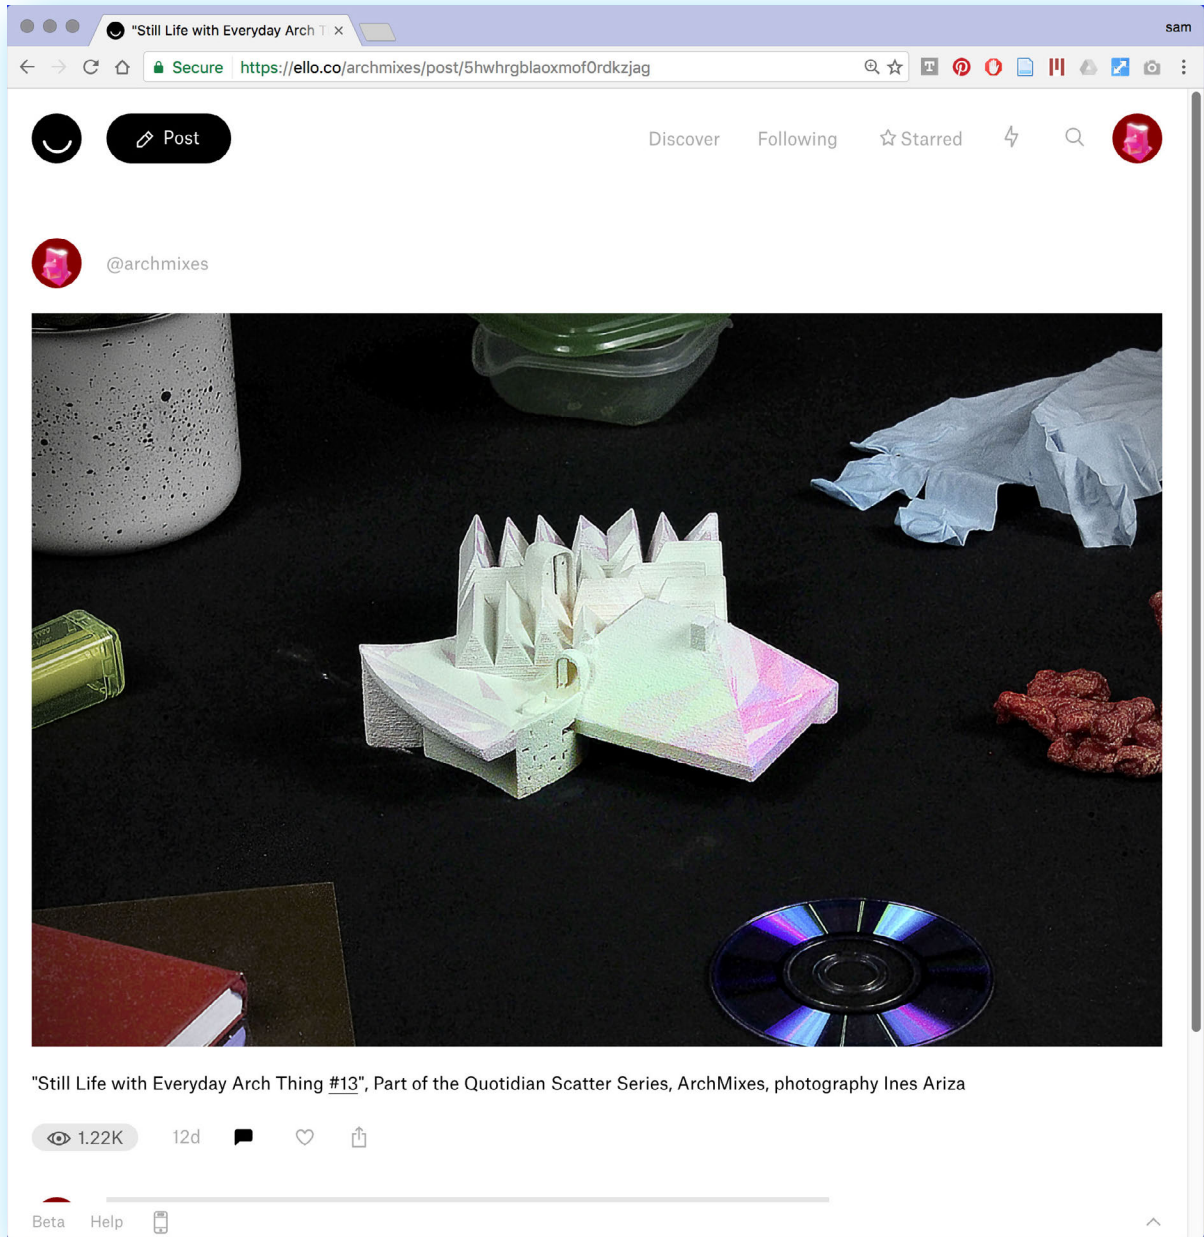 "Still Life with Everyday Arch T
sam
Secure https://ello.co/archmixes/post/5hwhrgblaoxmof0rdkzjag
Post
Discover Following Starred
@archmixes
"Still Life with Everyday Arch Thing #13", Part of the Quotidian Scatter Series, ArchMixes, photography Ines Ariza
1.22K 12d
Beta Help